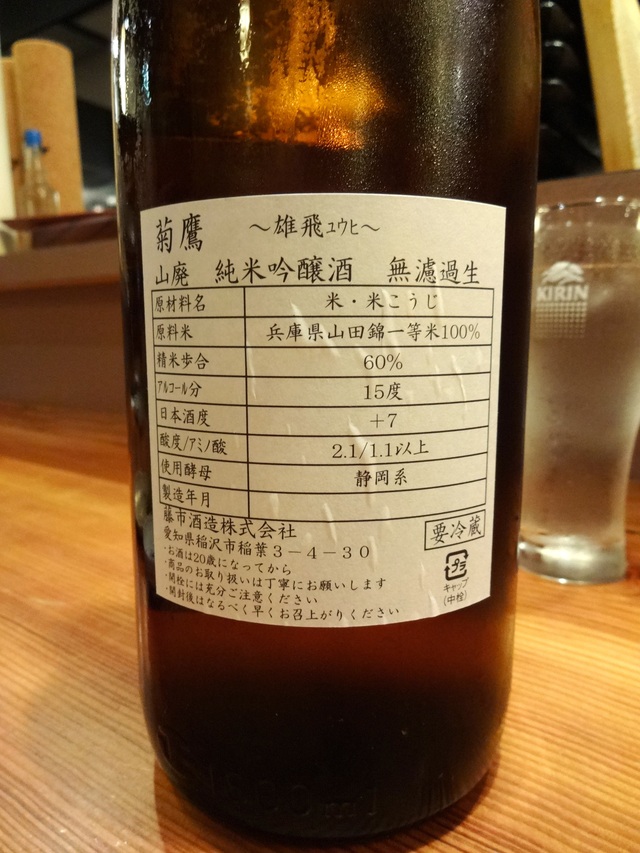 菊鷹 ～雄飛ユウヒ～
山廃 純米吟醸酒 無濾過生
原材料名 米・米こうじ
原料米 兵庫県山田錦一等米100%
精米歩合 60%
アルコール分 15度
日本酒度 +7
酸度/アミノ酸 2.1/1.1以上
使用酵母 静岡系
製造年月
藤市酒造株式会社
愛知県稲沢市稲葉3-4-30
要冷蔵
・お酒は20歳になってから
・商品のお取り扱いは丁寧にお願いします
・開栓には充分ご注意ください
・開封後はなるべく早くお召上がりください
プラ
キャップ
(中栓)
KIRIN